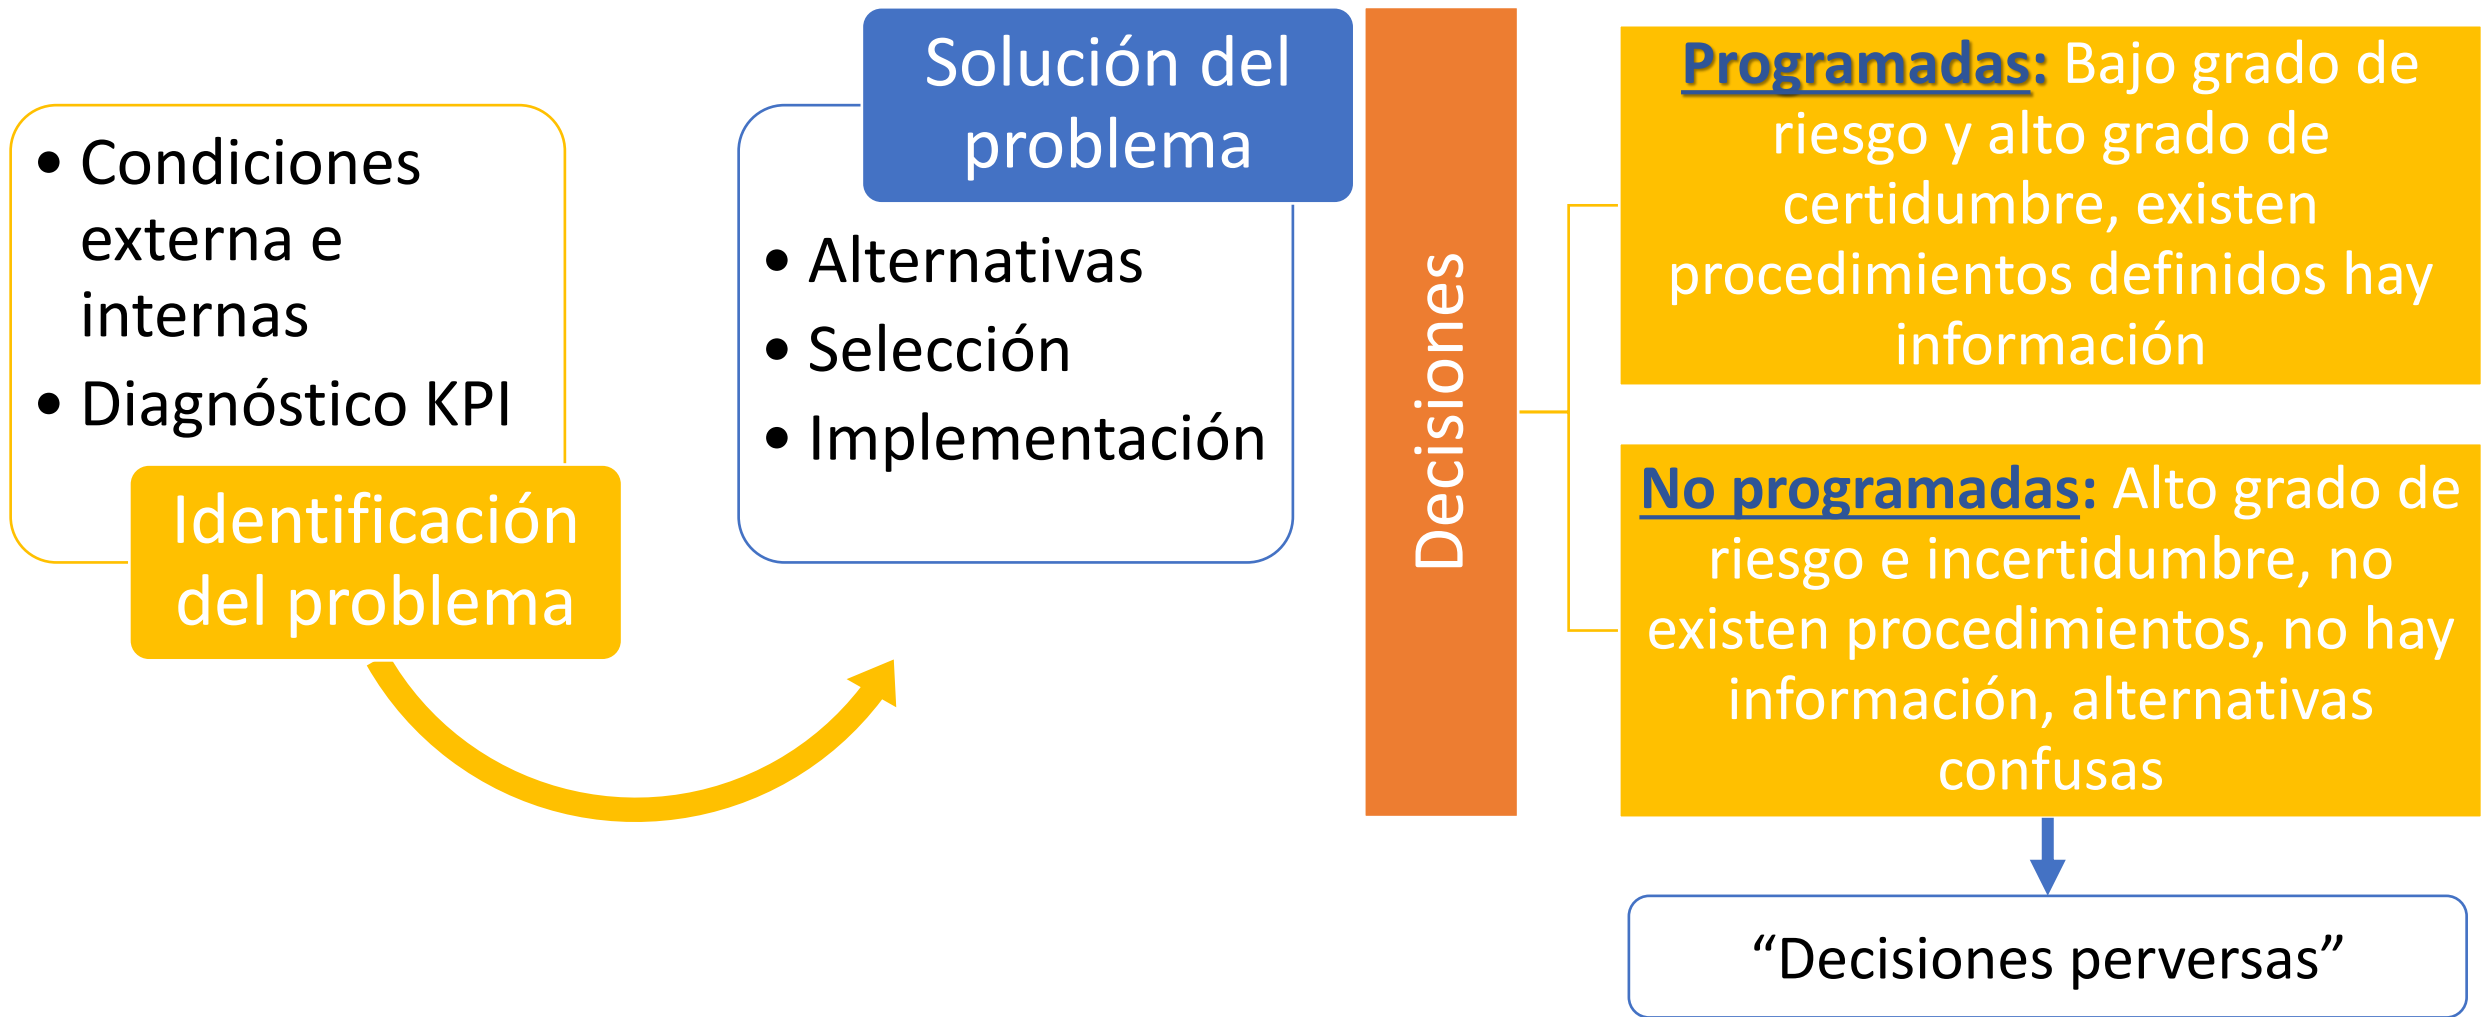 • Condiciones
externa e
internas
• Diagnóstico KPI
Identificación
del problema
Solución del
problema
• Alternativas
• Selección
• Implementación
Decisiones
Programadas: Bajo grado de
riesgo y alto grado de
certidumbre, existen
procedimientos definidos hay
información
No programadas: Alto grado de
riesgo e incertidumbre, no
existen procedimientos, no hay
información, alternativas
confusas
“Decisiones perversas”